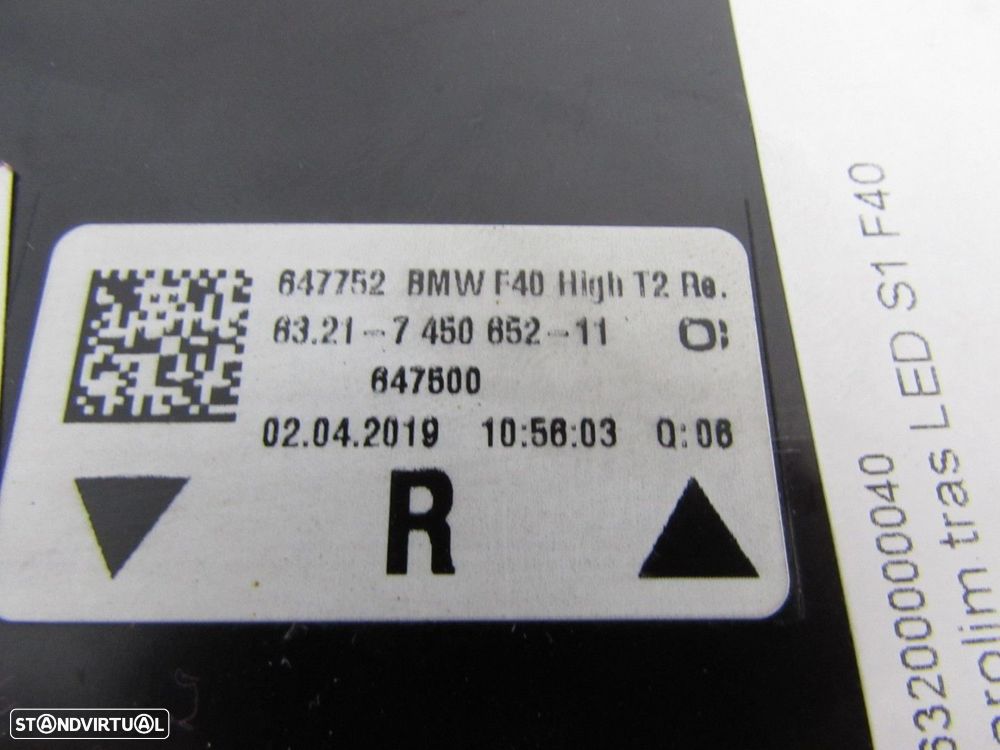 647752 BMW F40 High T2 Re.
63.21-7 450 652-11
647500
02.04.2019 10:56:03 Q:06
R
63200000040
tras LED S1 F40
STANDVIRTUAL